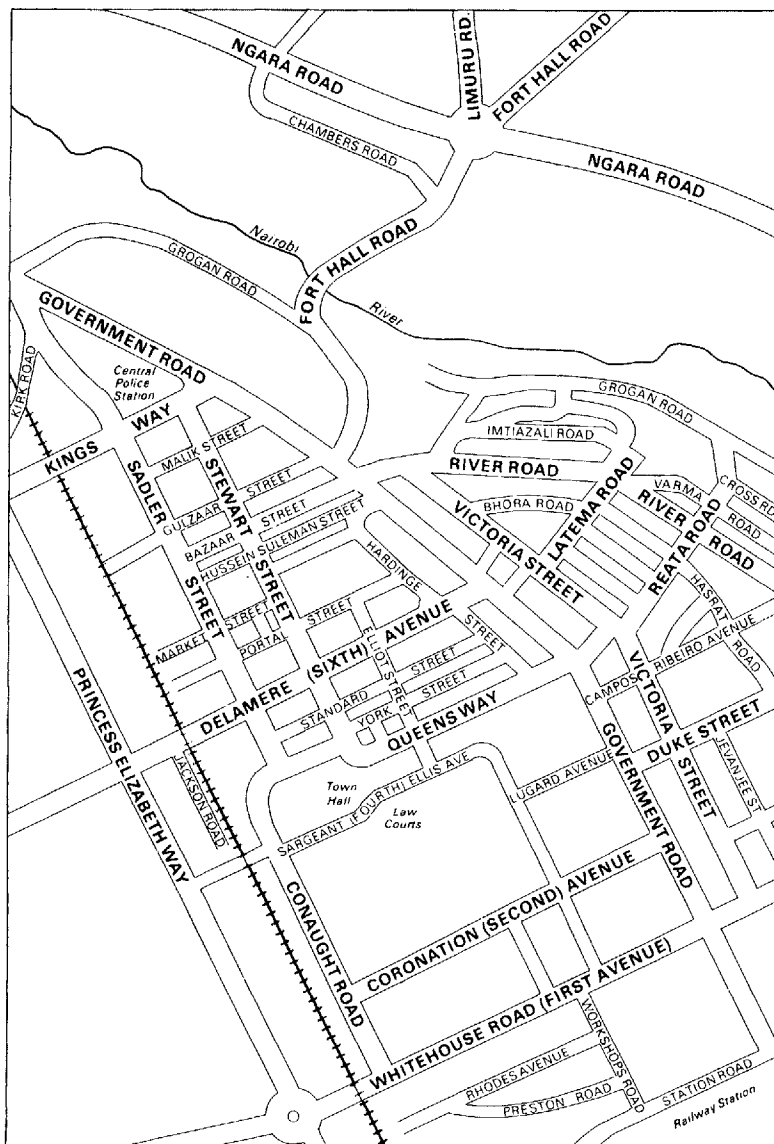 NGARA ROAD
LIMURU RD.
FORT HALL ROAD
CHAMBERS ROAD
NGARA ROAD
Nairobi
FORT HALL ROAD
GROGAN ROAD
River
GOVERNMENT ROAD
Central
Police
Station
KIRK ROAD
KINGS WAY
GROGAN ROAD
IMTIAZALI ROAD
MALIK STREET
RIVER ROAD
VARMA ROAD
CROSS RD
SADLER STREET
STEWART STREET
GULZAAR STREET
BHORA ROAD
LATEMA ROAD
RIVER ROAD
BAZAAR STREET
VICTORIA STREET
REATA ROAD
HUSSEIN SULEMAN STREET
HARDINGE STREET
HASRAT ROAD
MARKET STREET
PORTAL STREET
ELLIOT STREET
DELAMERE (SIXTH) AVENUE
CAMPOS RIBEIRO AVENUE
STANDARD STREET
YORK STREET
QUEENS WAY
VICTORIA STREET
DUKE STREET
PRINCESS ELIZABETH WAY
JACKSON ROAD
Town
Hall
Law
Courts
SARGEANT (FOURTH) ELLIS AVE
LUGARD AVENUE
GOVERNMENT ROAD
JEVANJEE ST
CONAUGHT ROAD
CORONATION (SECOND) AVENUE
WHITEHOUSE ROAD (FIRST AVENUE)
RHODES AVENUE
WORKSHOPS ROAD
PRESTON ROAD
STATION ROAD
Railway Station